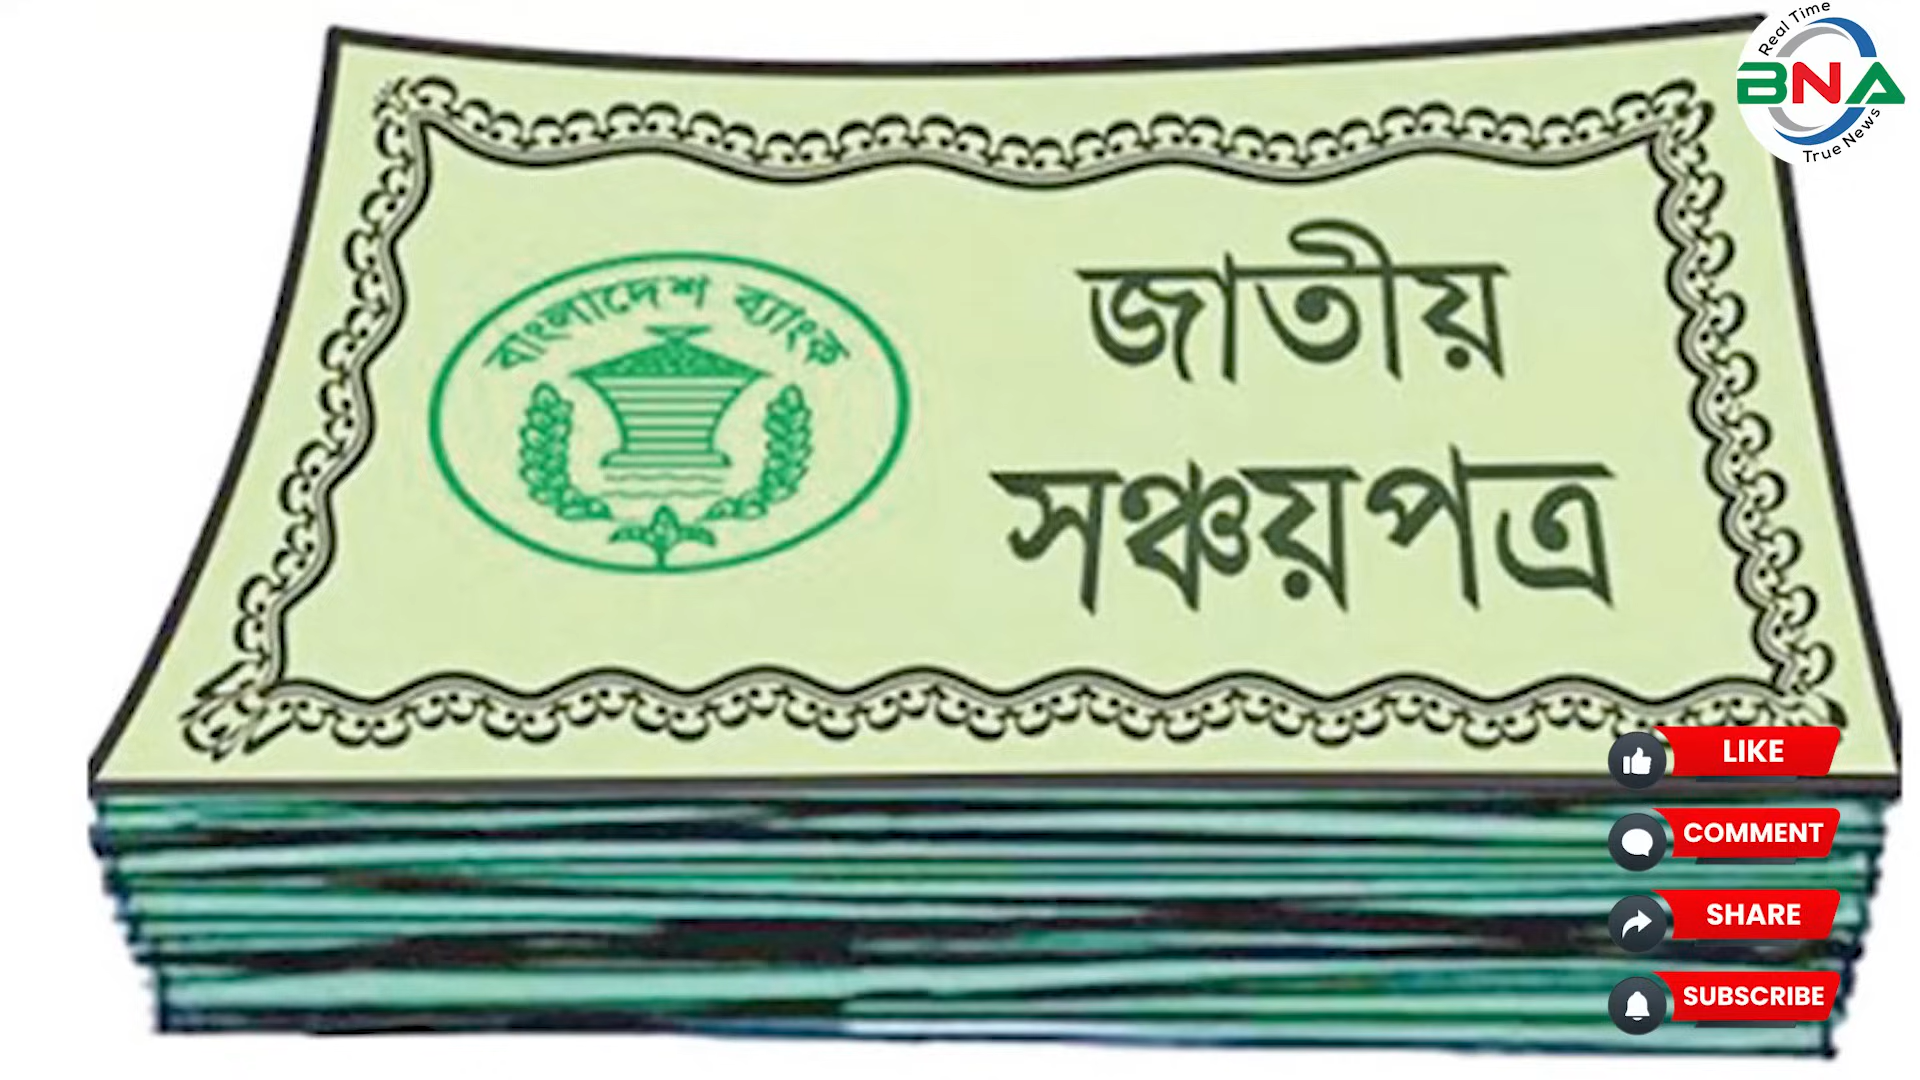 Real Time
BNA
True News
বাংলাদেশ ব্যাংক
জাতীয়
সঞ্চয়পত্র
LIKE
COMMENT
SHARE
SUBSCRIBE